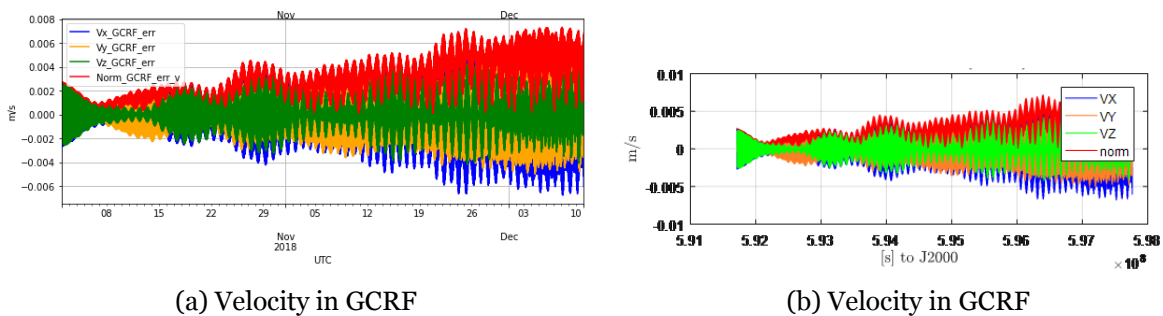 Nov
Dec
0.008
0.006
0.004
0.002
0.000
−0.002
−0.004
−0.006
m/s
Vx_GCRF_err
Vy_GCRF_err
Vz_GCRF_err
Norm_GCRF_err_v
08
15
22
29
05
12
19
26
03
10
Nov
2018
Dec
UTC
(a) Velocity in GCRF
0.01
0.005
0
-0.005
-0.01
m/s
VX
VY
VZ
norm
5.91
5.92
5.93
5.94
5.95
5.96
5.97
5.98
[s] to J2000
×10⁸
(b) Velocity in GCRF